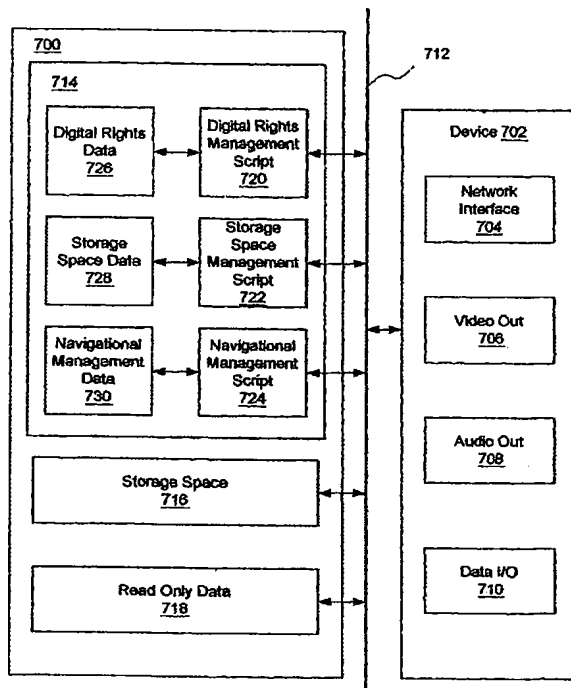 700
712
714
Digital Rights
Data
726
Digital Rights
Management
Script
720
Storage
Space Data
728
Storage
Space
Management
Script
722
Navigational
Management
Data
730
Navigational
Management
Script
724
Storage Space
716
Read Only Data
718
Device 702
Network
Interface
704
Video Out
706
Audio Out
708
Data I/O
710